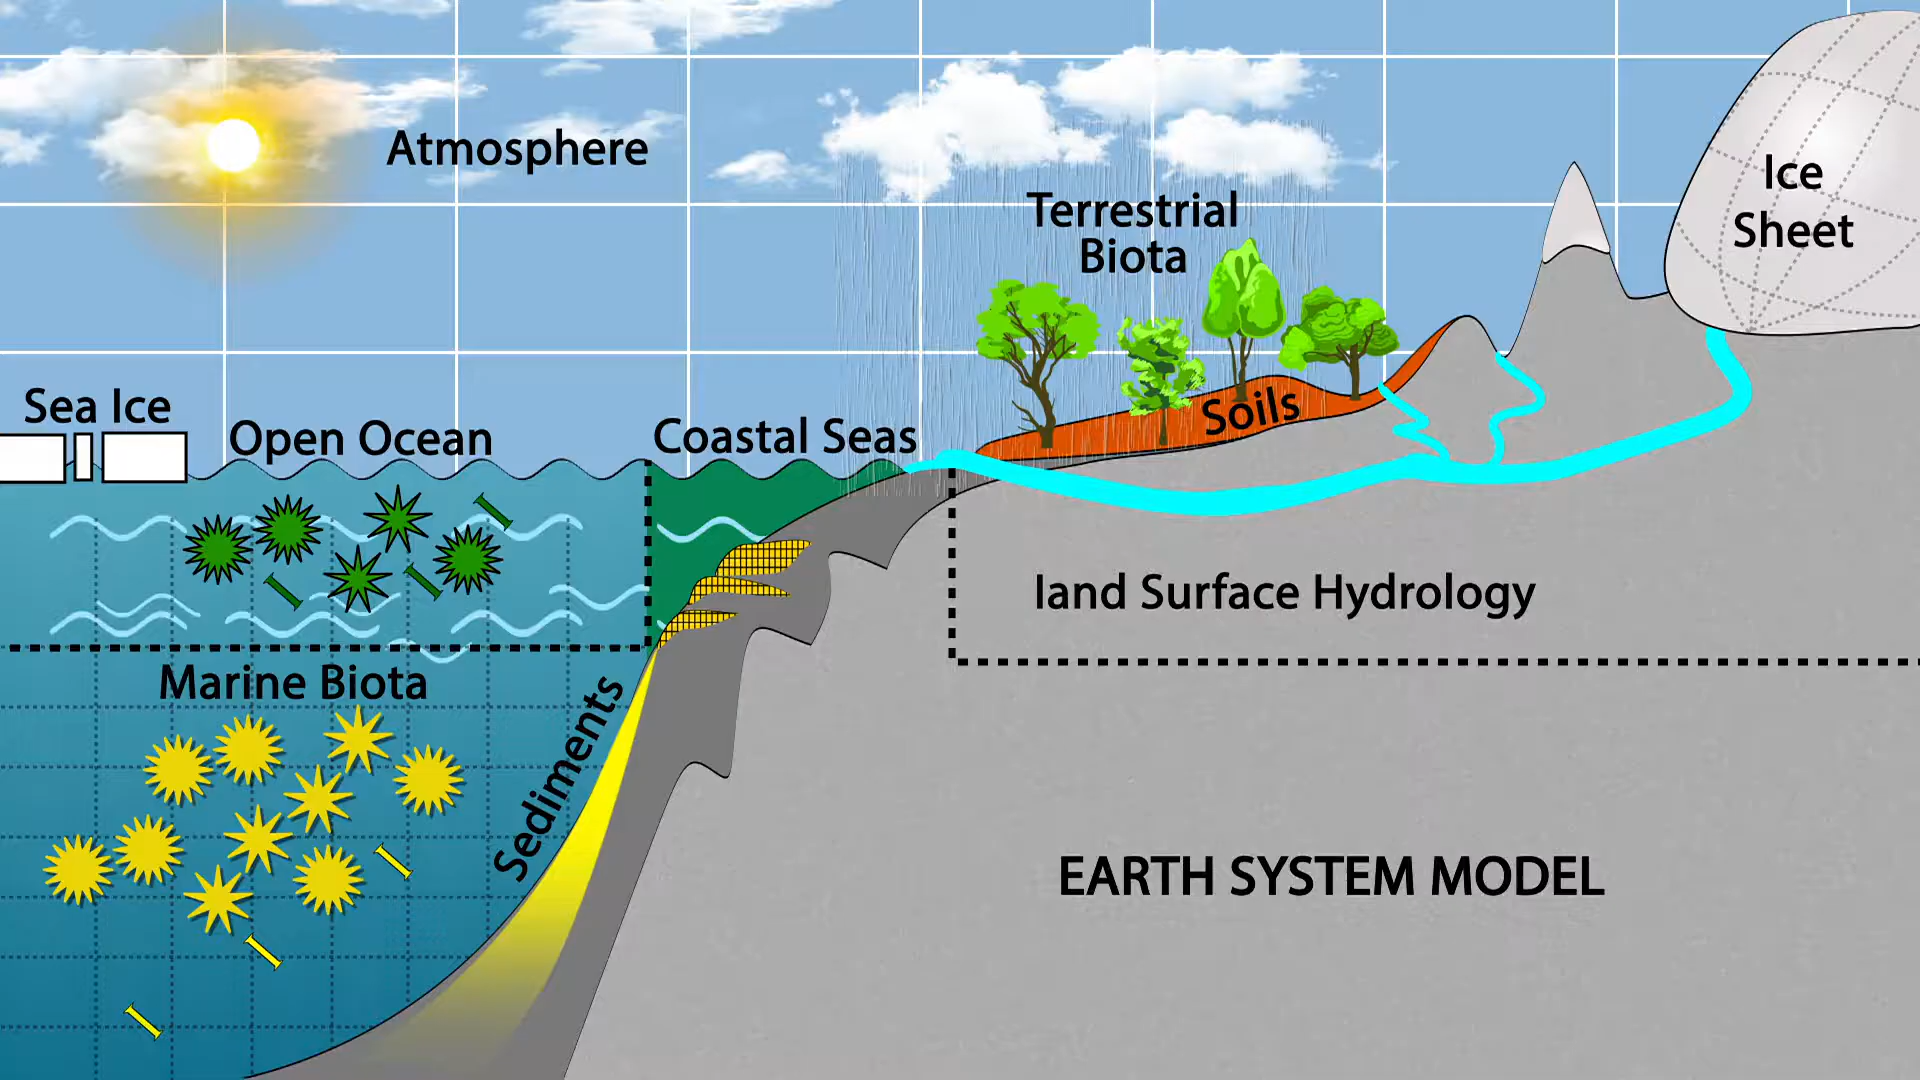 Atmosphere
Terrestrial
Biota
Ice
Sheet
Sea Ice
Open Ocean
Coastal Seas
Soils
land Surface Hydrology
Marine Biota
Sediments
EARTH SYSTEM MODEL